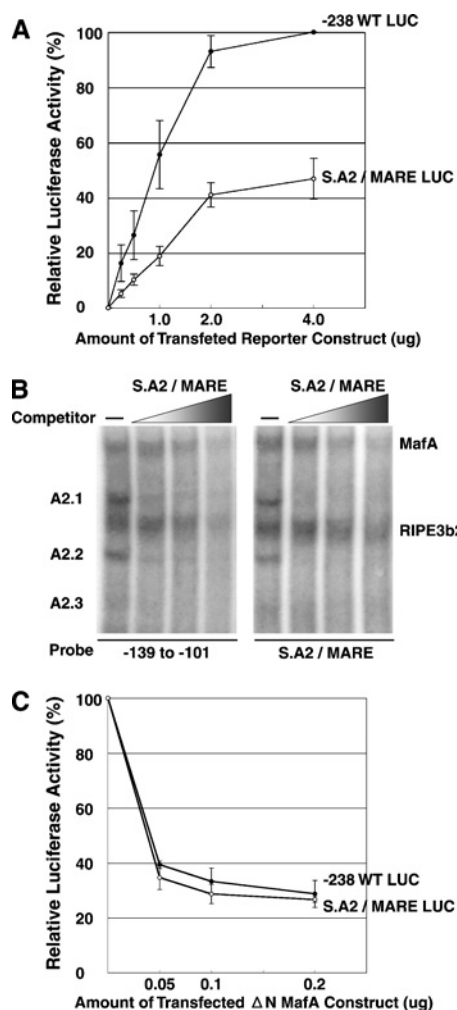 A
-238 WT LUC
Relative Luciferase Activity (%)
100
80
60
40
20
0
S.A2 / MARE LUC
1.0 2.0 4.0
Amount of Transfeted Reporter Construct (ug)
B
S.A2 / MARE S.A2 / MARE
Competitor — —
MafA
A2.1
RIPE3b2
A2.2
A2.3
Probe -139 to -101 S.A2 / MARE
C
Relative Luciferase Activity (%)
100
80
60
40
20
0
-238 WT LUC
S.A2 / MARE LUC
0.05 0.1 0.2
Amount of Transfected ΔN MafA Construct (ug)